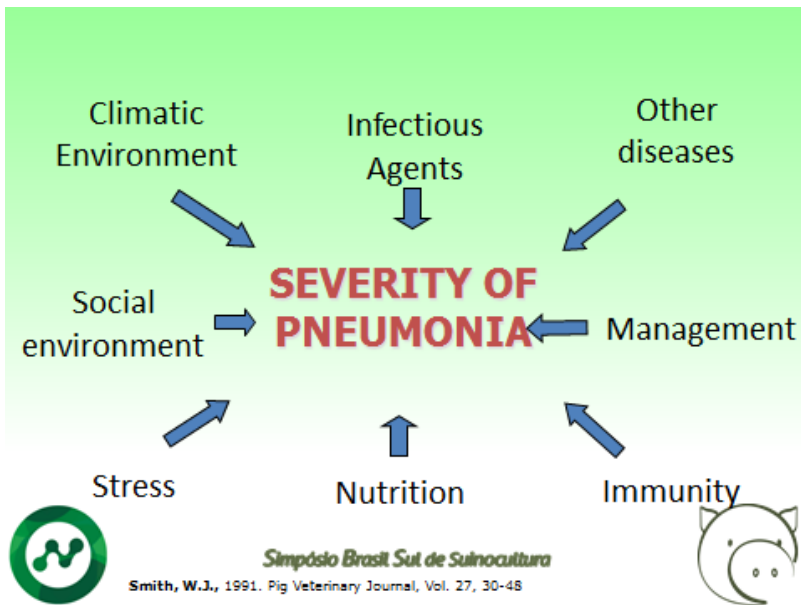 Climatic
Environment
Infectious
Agents
Other
diseases
SEVERITY OF
PNEUMONIA
Social
environment
Management
Stress
Nutrition
Immunity
Simpósio Brasil Sul de Suinocultura
Smith, W.J., 1991. Pig Veterinary Journal, Vol. 27, 30-48